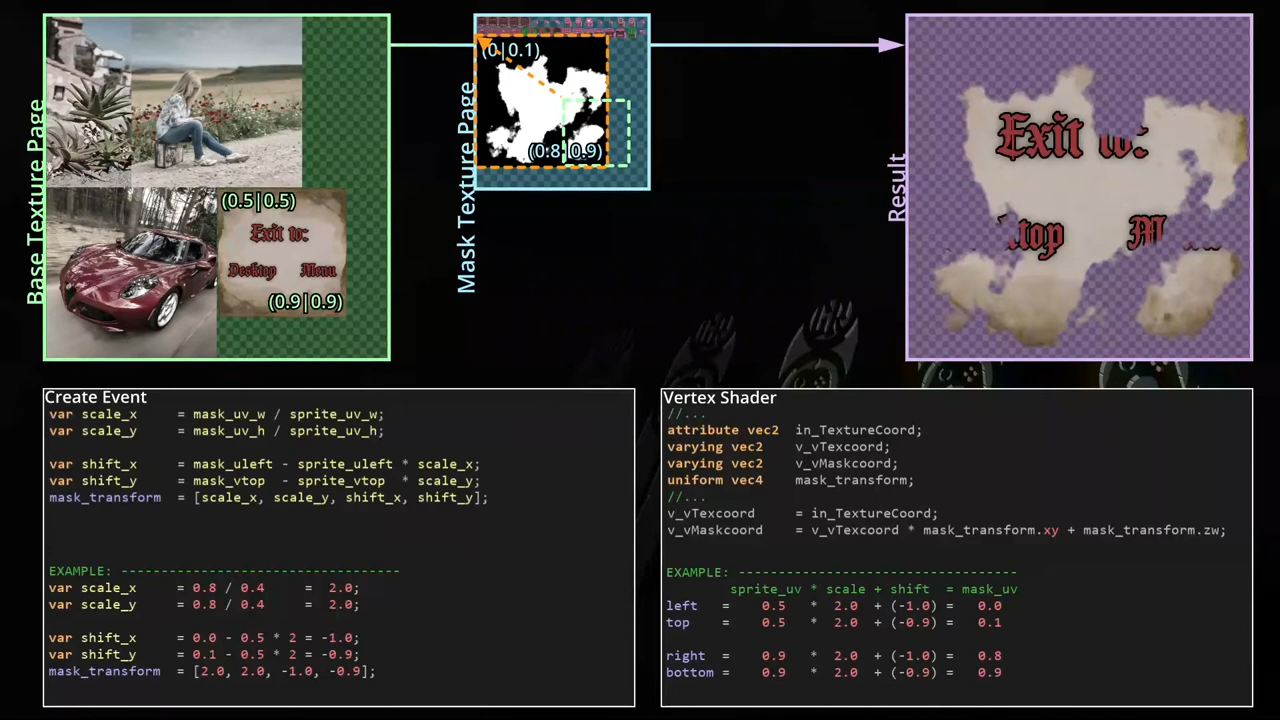 Base Texture Page
Exit to:
Desktop Menu
(0.5|0.5)
(0.9|0.9)
Mask Texture Page
(0|0.1)
(0.8|0.9)
Result
Exit to:
Create Event
var scale_x = mask_uv_w / sprite_uv_w;
var scale_y = mask_uv_h / sprite_uv_h;
var shift_x = mask_uleft - sprite_uleft * scale_x;
var shift_y = mask_vtop - sprite_vtop * scale_y;
mask_transform = [scale_x, scale_y, shift_x, shift_y];
EXAMPLE: -----------------------------------
var scale_x = 0.8 / 0.4 = 2.0;
var scale_y = 0.8 / 0.4 = 2.0;
var shift_x = 0.0 - 0.5 * 2 = -1.0;
var shift_y = 0.1 - 0.5 * 2 = -0.9;
mask_transform = [2.0, 2.0, -1.0, -0.9];
Vertex Shader
//...
attribute vec2 in_TextureCoord;
varying vec2 v_vTexcoord;
varying vec2 v_vMaskcoord;
uniform vec4 mask_transform;
//...
v_vTexcoord = in_TextureCoord;
v_vMaskcoord = v_vTexcoord * mask_transform.xy + mask_transform.zw;
EXAMPLE: -----------------------------------
sprite_uv * scale + shift = mask_uv
left = 0.5 * 2.0 + (-1.0) = 0.0
top = 0.5 * 2.0 + (-0.9) = 0.1
right = 0.9 * 2.0 + (-1.0) = 0.8
bottom = 0.9 * 2.0 + (-0.9) = 0.9